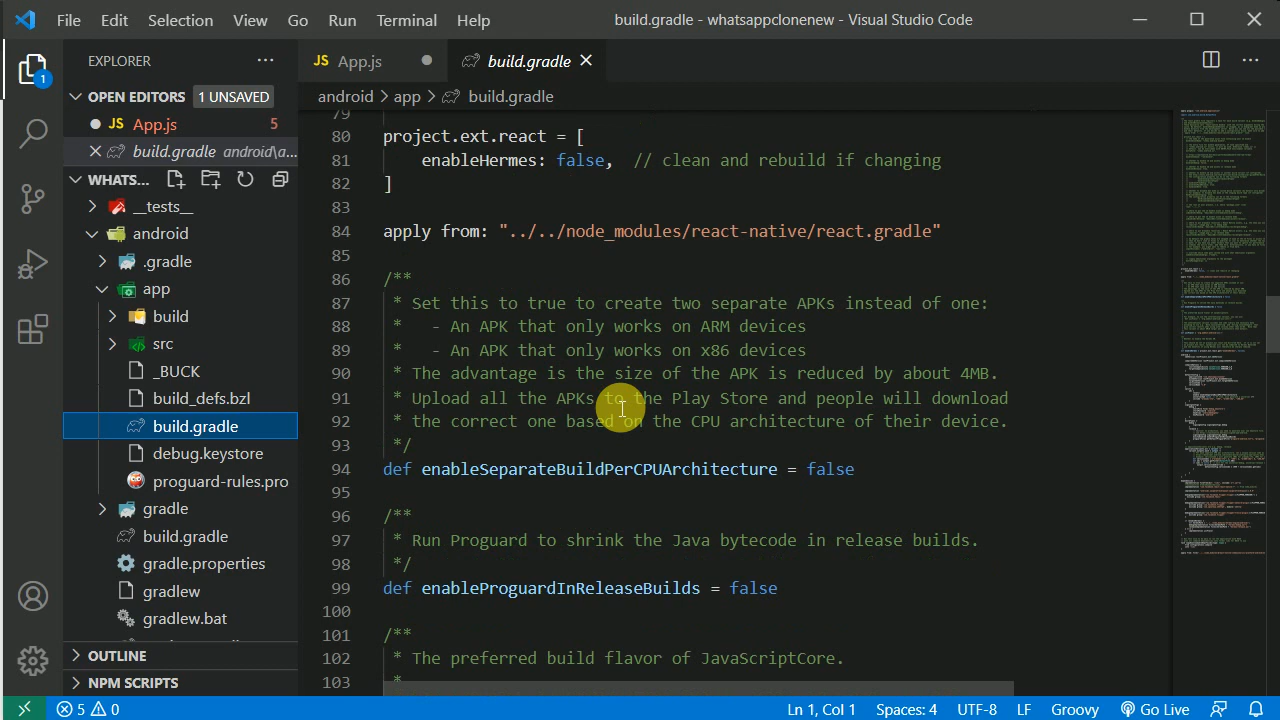 File Edit Selection View Go Run Terminal Help build.gradle - whatsappclonenew - Visual Studio Code
EXPLORER
1
OPEN EDITORS 1 UNSAVED
JS App.js 5
build.gradle android\a...
WHATS...
__tests__
android
.gradle
app
build
src
_BUCK
build_defs.bzl
build.gradle
debug.keystore
proguard-rules.pro
gradle
build.gradle
gradle.properties
gradlew
gradlew.bat
OUTLINE
NPM SCRIPTS
JS App.js build.gradle
android > app > build.gradle
79
80 project.ext.react = [
81 enableHermes: false, // clean and rebuild if changing
82 ]
83
84 apply from: "../../node_modules/react-native/react.gradle"
85
86 /**
87 * Set this to true to create two separate APKs instead of one:
88 * - An APK that only works on ARM devices
89 * - An APK that only works on x86 devices
90 * The advantage is the size of the APK is reduced by about 4MB.
91 * Upload all the APKs to the Play Store and people will download
92 * the correct one based on the CPU architecture of their device.
93 */
94 def enableSeparateBuildPerCPUArchitecture = false
95
96 /**
97 * Run Proguard to shrink the Java bytecode in release builds.
98 */
99 def enableProguardInReleaseBuilds = false
100
101 /**
102 * The preferred build flavor of JavaScriptCore.
103 *
5 0 Ln 1, Col 1 Spaces: 4 UTF-8 LF Groovy Go Live